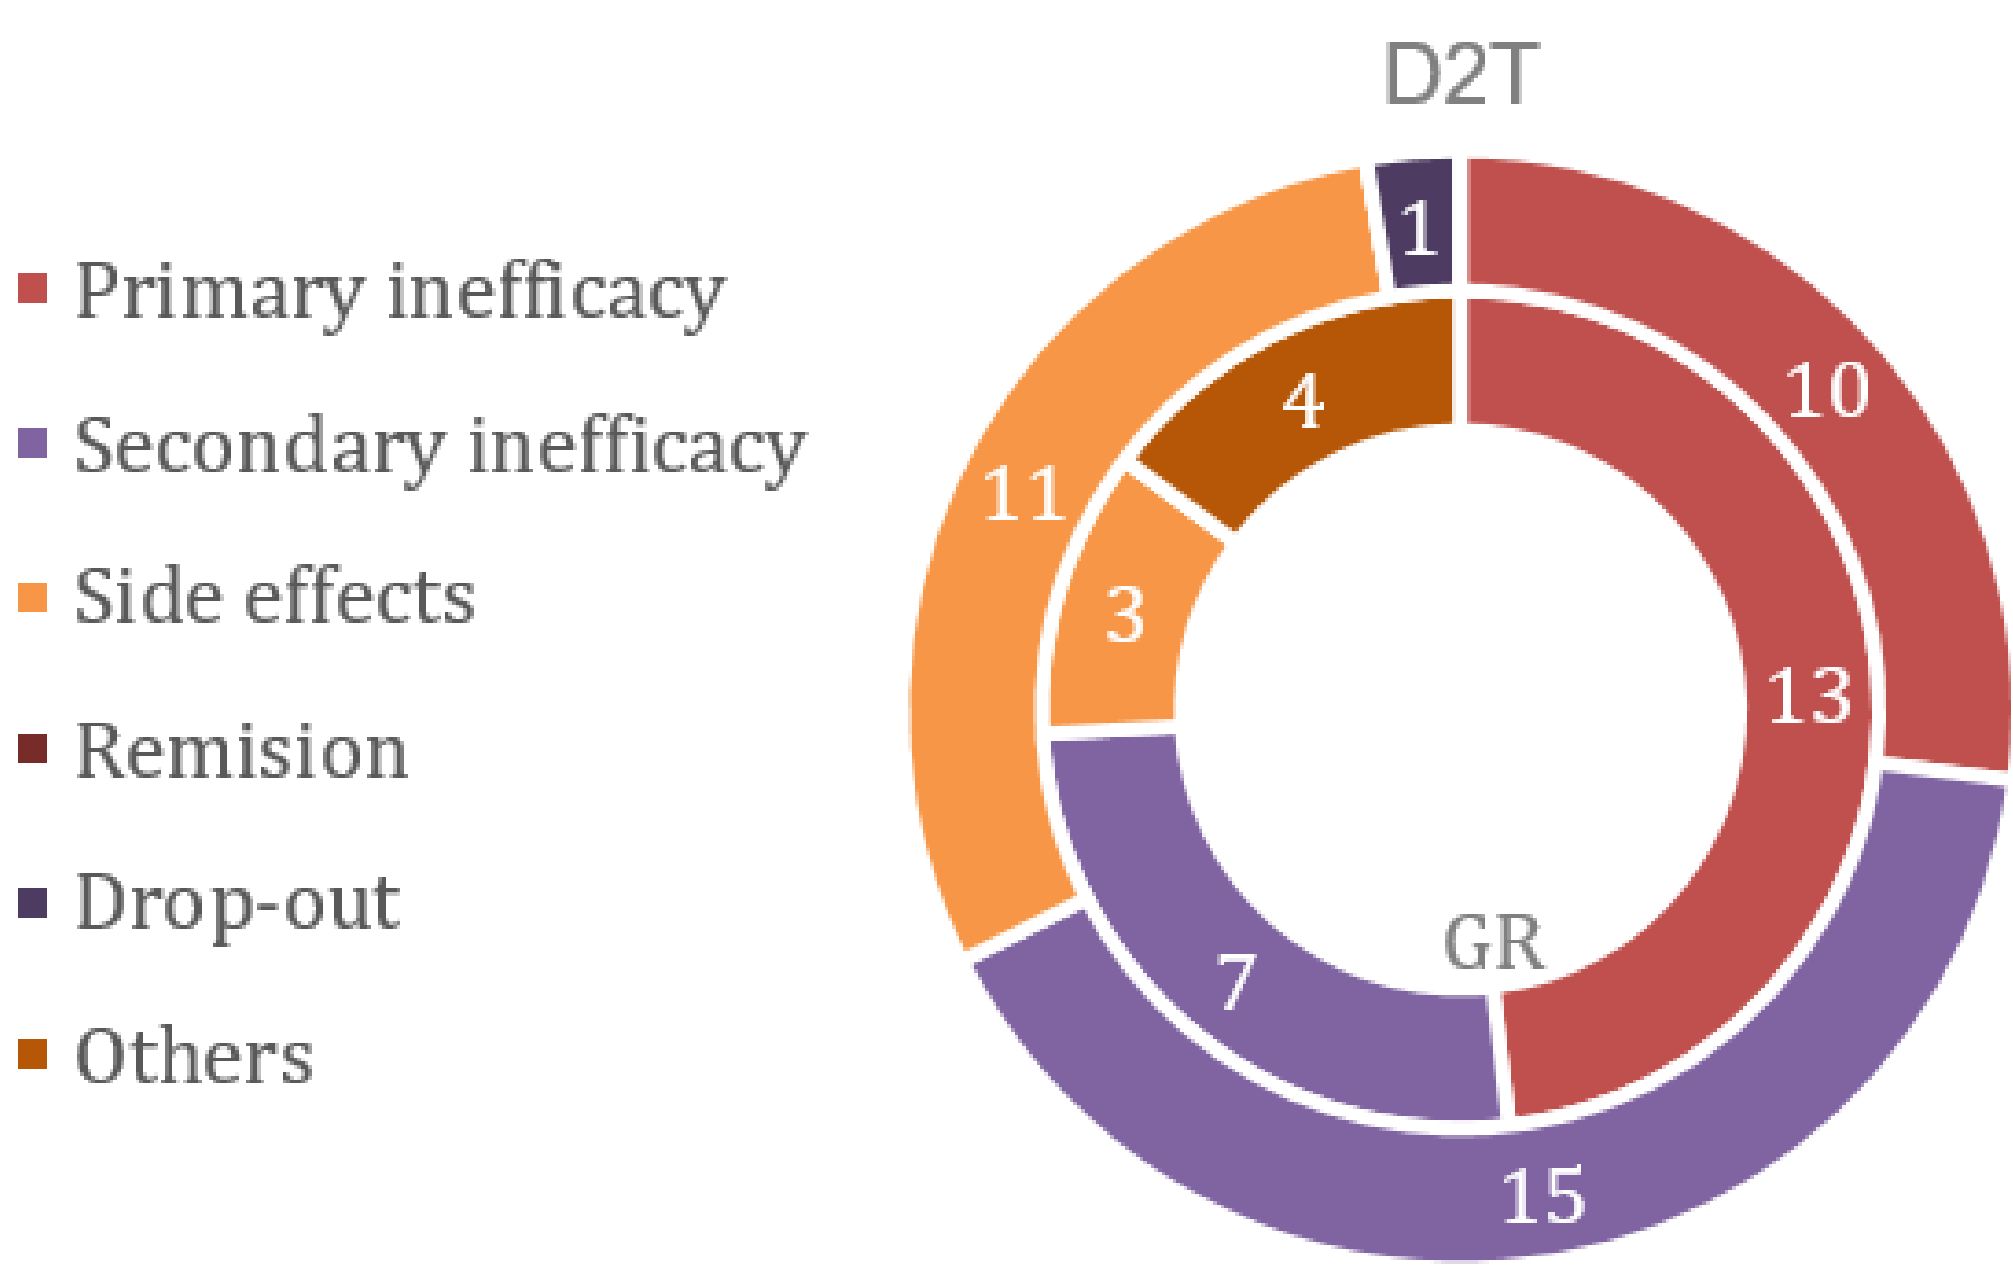 D2T
Primary inefficacy
Secondary inefficacy
Side effects
Remision
Drop-out
Others
1
10
4
11
3
13
GR
7
15